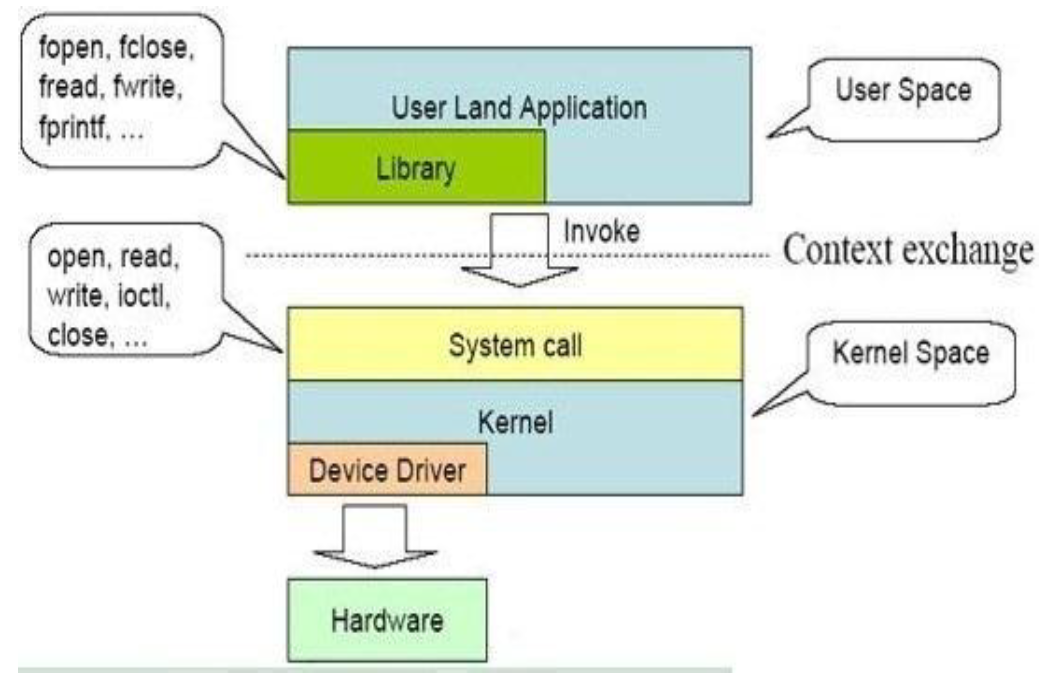 fopen, fclose,
fread, fwrite,
fprintf, ...
User Land Application
Library
User Space
Invoke
Context exchange
open, read,
write, ioctl,
close, ...
System call
Kernel
Device Driver
Kernel Space
Hardware